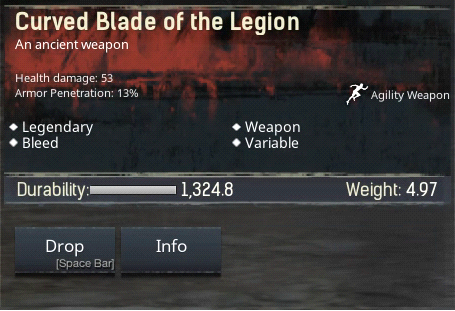 Curved Blade of the Legion
An ancient weapon
Health damage: 53
Armor Penetration: 13%
Agility Weapon
Legendary
Weapon
Bleed
Variable
Durability: 1,324.8
Weight: 4.97
Drop
[Space Bar]
Info